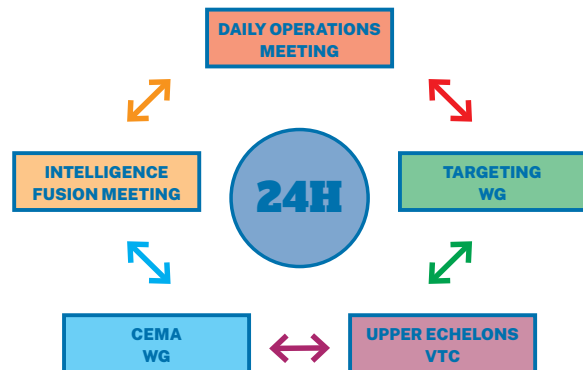 DAILY OPERATIONS
MEETING
INTELLIGENCE
FUSION MEETING
24H
TARGETING
WG
CEMA
WG
UPPER ECHELONS
VTC